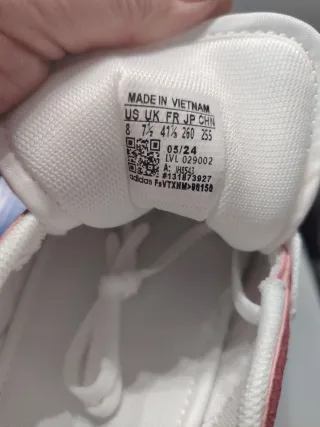 MADE IN VIETNAM
US UK FR JP CHN
8 7½ 41⅓ 260 255
05/24
LVL 029002
A:
#131873927
adidas